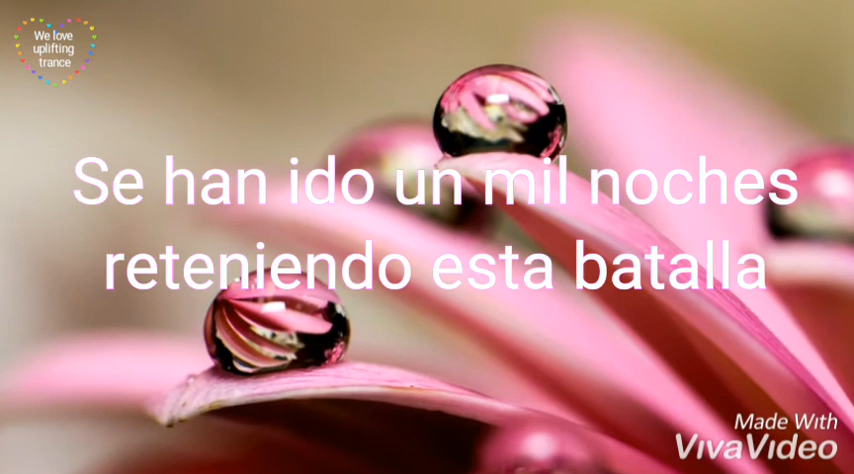 We love
uplifting
trance
Se han ido un mil noches
reteniendo esta batalla
Made With
VivaVideo